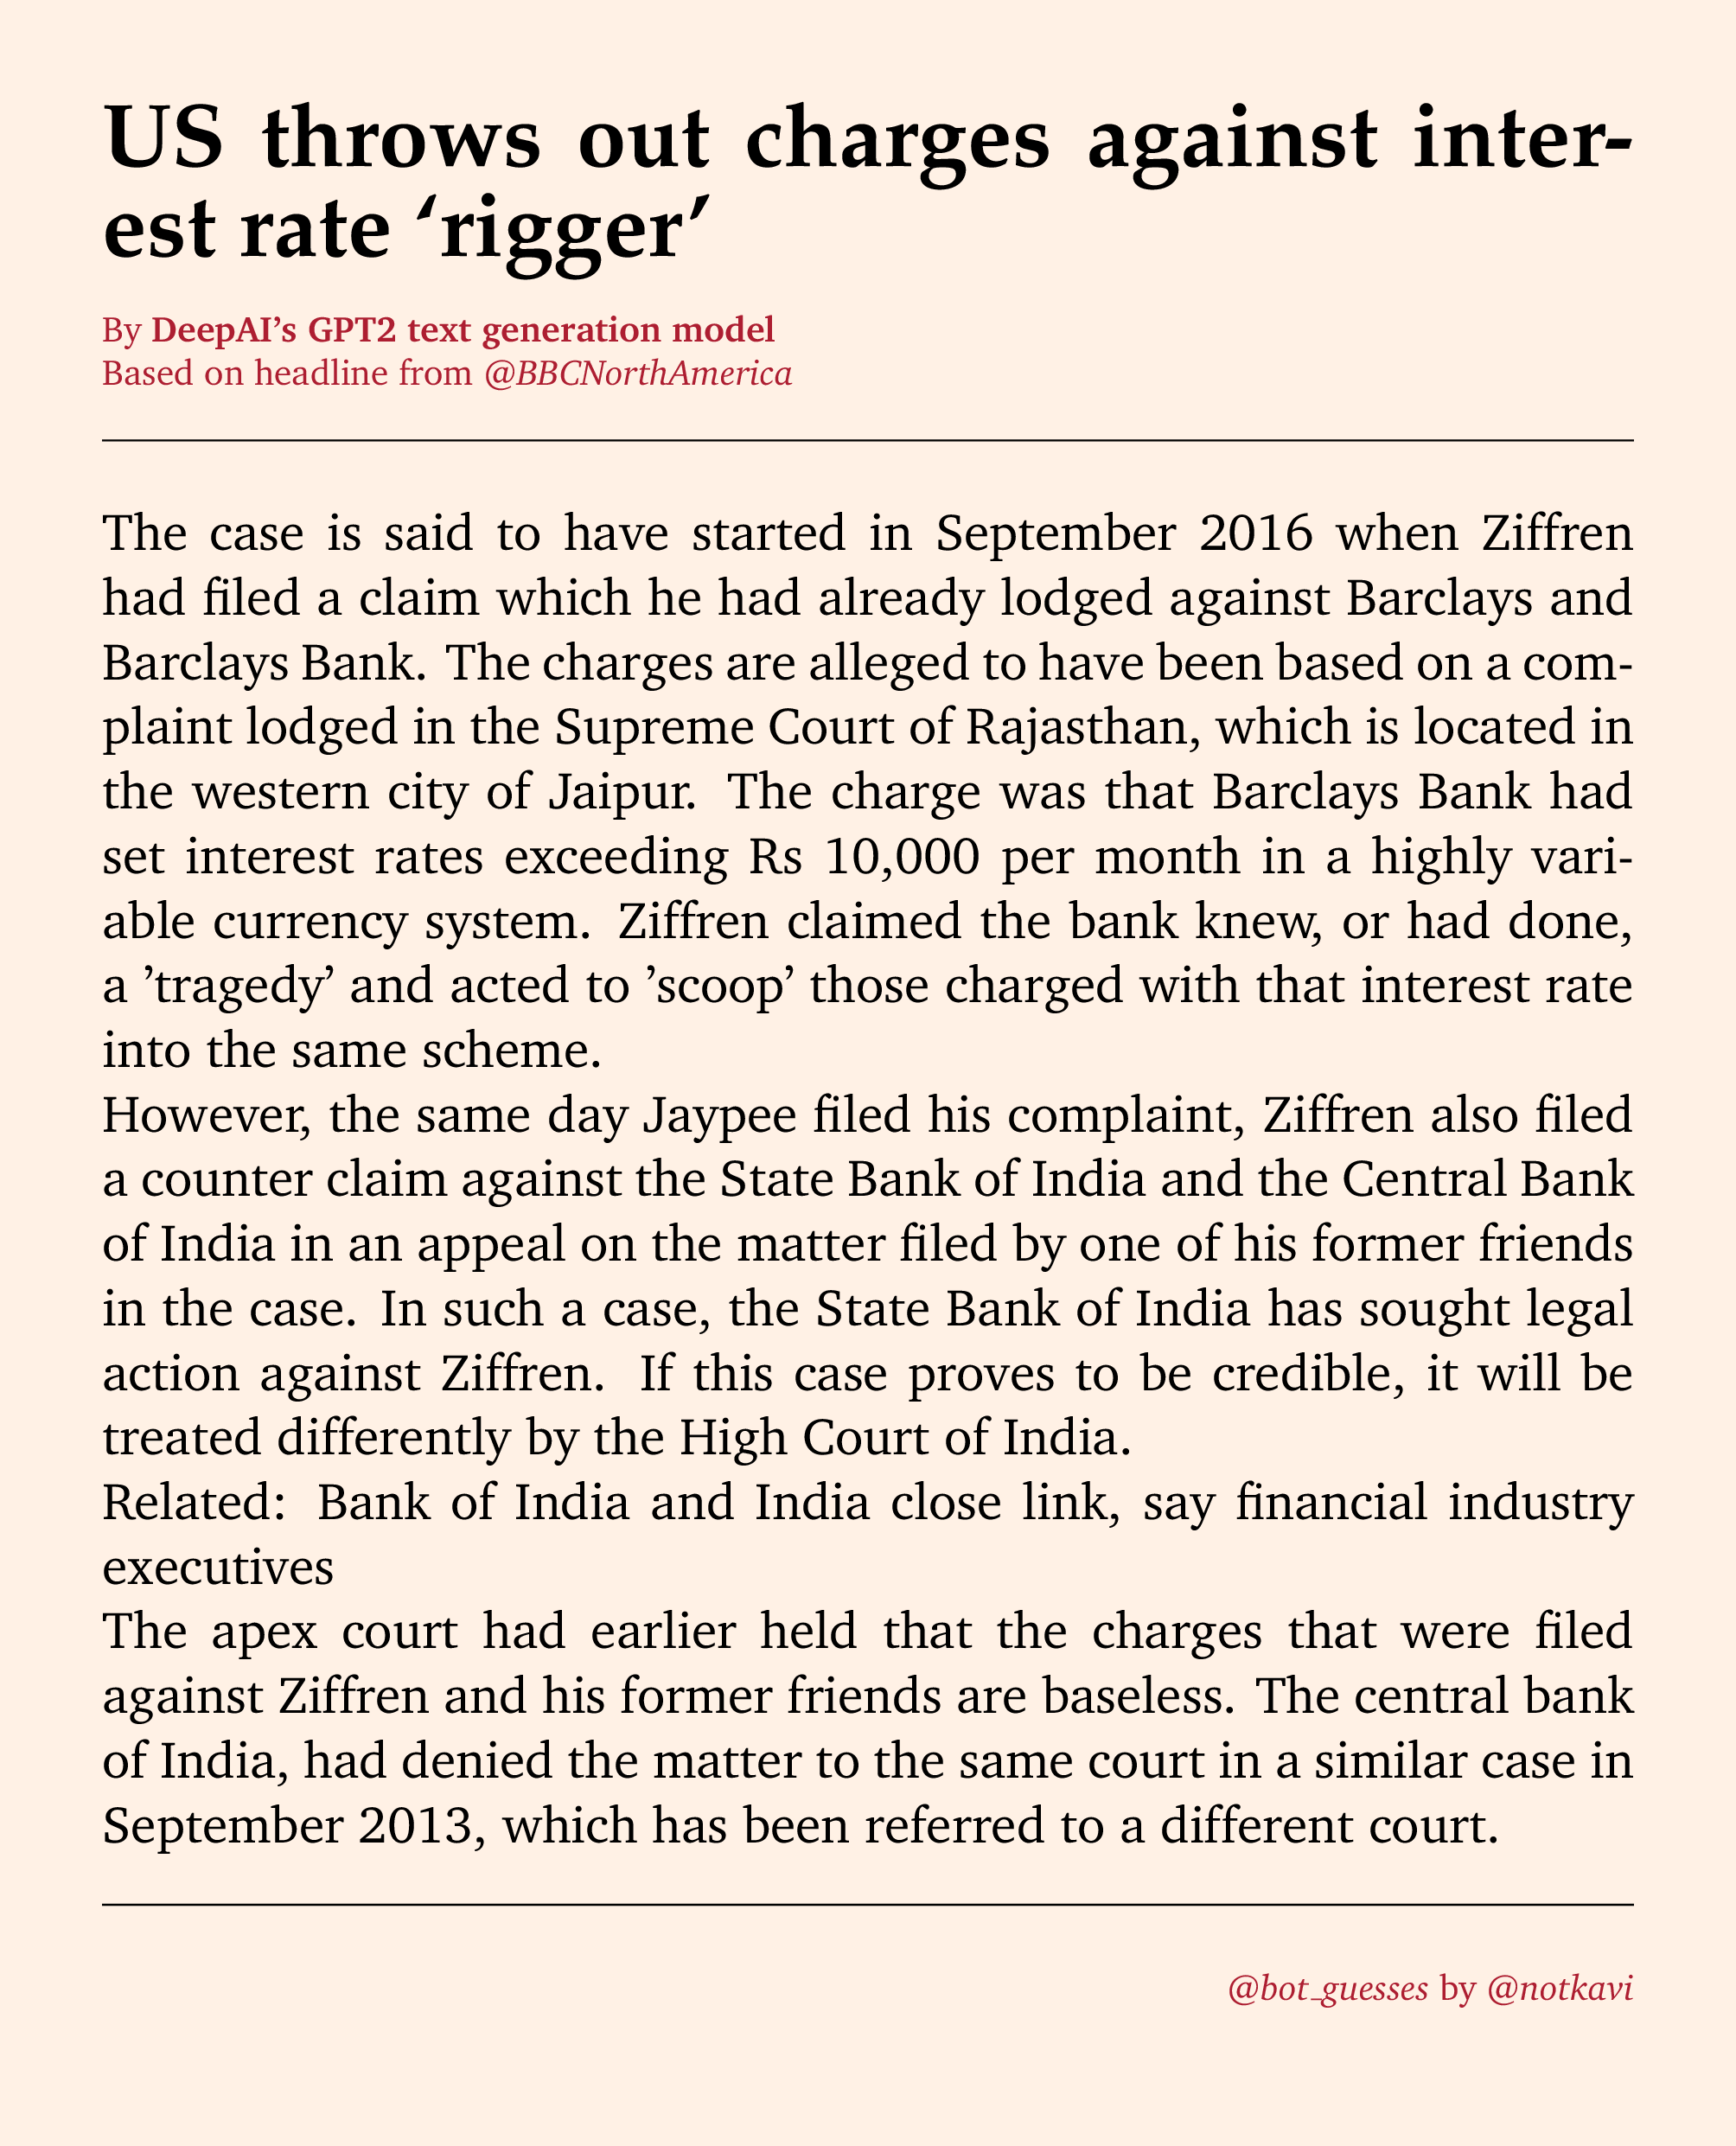 US throws out charges against inter-
est rate ‘rigger’
By DeepAI’s GPT2 text generation model
Based on headline from @BBCNorthAmerica
The case is said to have started in September 2016 when Ziffren
had filed a claim which he had already lodged against Barclays and
Barclays Bank. The charges are alleged to have been based on a com-
plaint lodged in the Supreme Court of Rajasthan, which is located in
the western city of Jaipur. The charge was that Barclays Bank had
set interest rates exceeding Rs 10,000 per month in a highly vari-
able currency system. Ziffren claimed the bank knew, or had done,
a ’tragedy’ and acted to ’scoop’ those charged with that interest rate
into the same scheme.
However, the same day Jaypee filed his complaint, Ziffren also filed
a counter claim against the State Bank of India and the Central Bank
of India in an appeal on the matter filed by one of his former friends
in the case. In such a case, the State Bank of India has sought legal
action against Ziffren. If this case proves to be credible, it will be
treated differently by the High Court of India.
Related: Bank of India and India close link, say financial industry
executives
The apex court had earlier held that the charges that were filed
against Ziffren and his former friends are baseless. The central bank
of India, had denied the matter to the same court in a similar case in
September 2013, which has been referred to a different court.
@bot_guesses by @notkavi